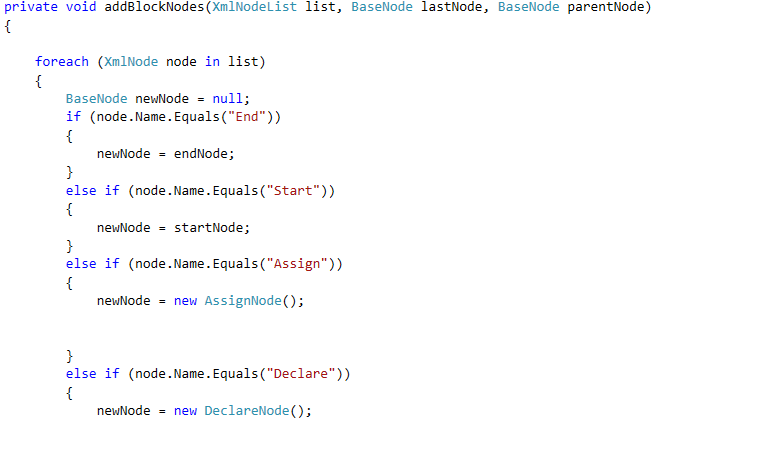 private void addBlockNodes(XmlNodeList list, BaseNode lastNode, BaseNode parentNode)
{
foreach (XmlNode node in list)
{
BaseNode newNode = null;
if (node.Name.Equals("End"))
{
newNode = endNode;
}
else if (node.Name.Equals("Start"))
{
newNode = startNode;
}
else if (node.Name.Equals("Assign"))
{
newNode = new AssignNode();
}
else if (node.Name.Equals("Declare"))
{
newNode = new DeclareNode();